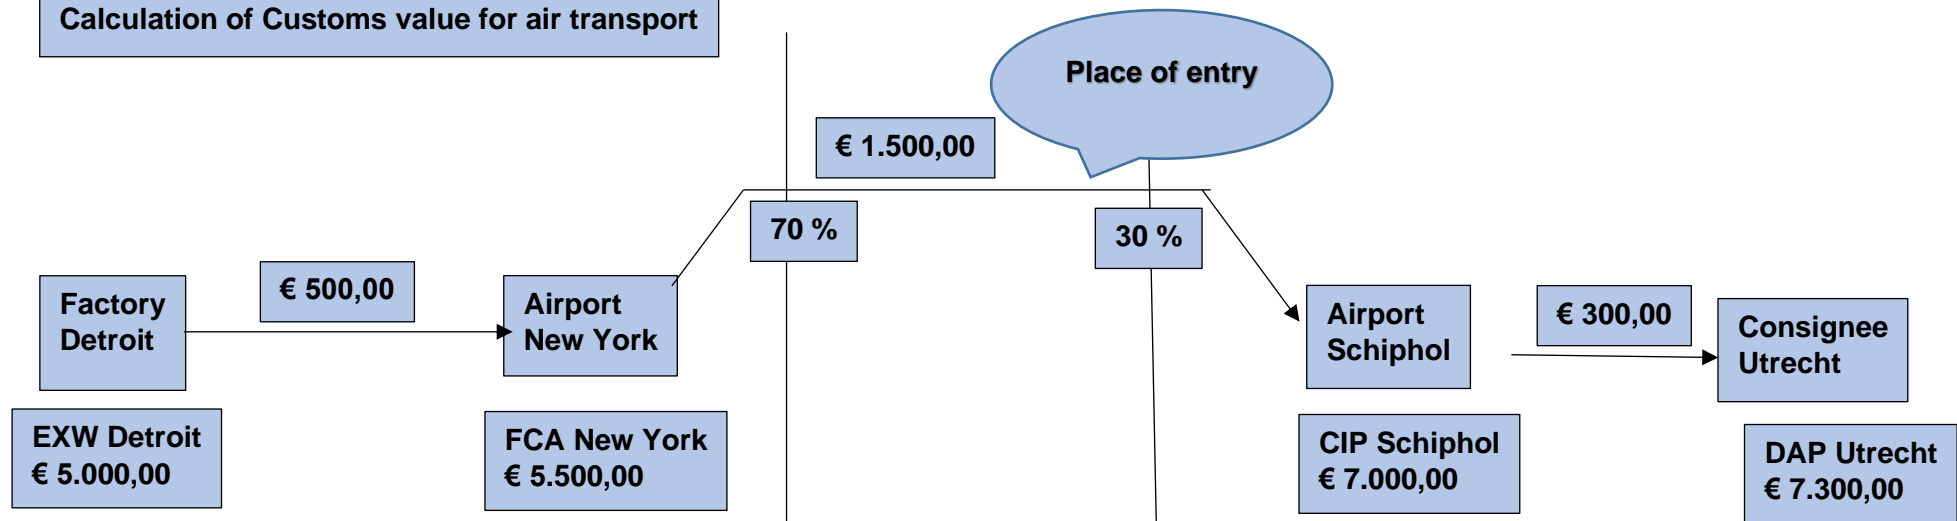 Calculation of Customs value for air transport
Place of entry
€ 1.500,00
70 %
30 %
Factory
Detroit
€ 500,00
Airport
New York
Airport
Schiphol
€ 300,00
Consignee
Utrecht
EXW Detroit
€ 5.000,00
FCA New York
€ 5.500,00
CIP Schiphol
€ 7.000,00
DAP Utrecht
€ 7.300,00